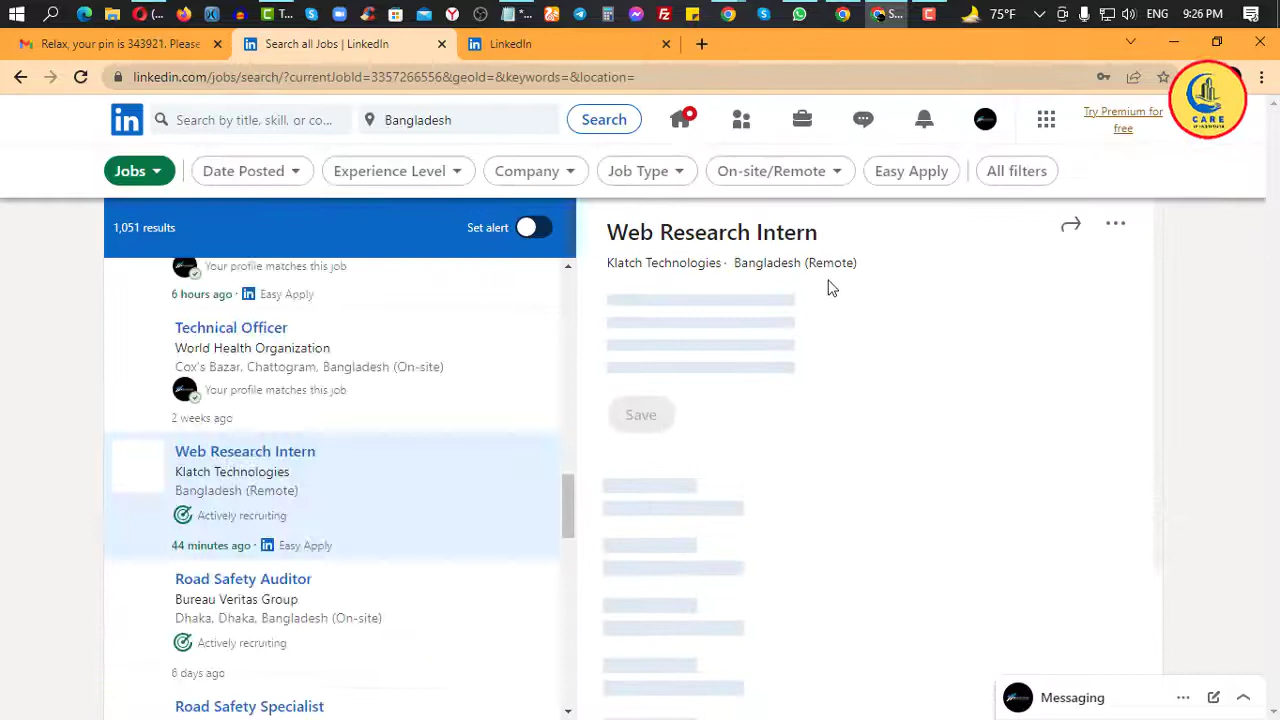 T...
S
S...
75°F
ENG
9:26 PM
Relax, your pin is 343921. Please
Search all Jobs | LinkedIn
LinkedIn
linkedin.com/jobs/search/?currentJobId=3357266556&geoId=&keywords=&location=
in
Search by title, skill, or co...
Bangladesh
Search
Try Premium for
free
CARE
Jobs
Date Posted
Experience Level
Company
Job Type
On-site/Remote
Easy Apply
All filters
1,051 results
Set alert
Your profile matches this job
6 hours ago · in Easy Apply
Technical Officer
World Health Organization
Cox's Bazar, Chattogram, Bangladesh (On-site)
Your profile matches this job
2 weeks ago
Web Research Intern
Klatch Technologies
Bangladesh (Remote)
Actively recruiting
44 minutes ago · in Easy Apply
Road Safety Auditor
Bureau Veritas Group
Dhaka, Dhaka, Bangladesh (On-site)
Actively recruiting
6 days ago
Road Safety Specialist
Web Research Intern
Klatch Technologies · Bangladesh (Remote)
Save
Messaging